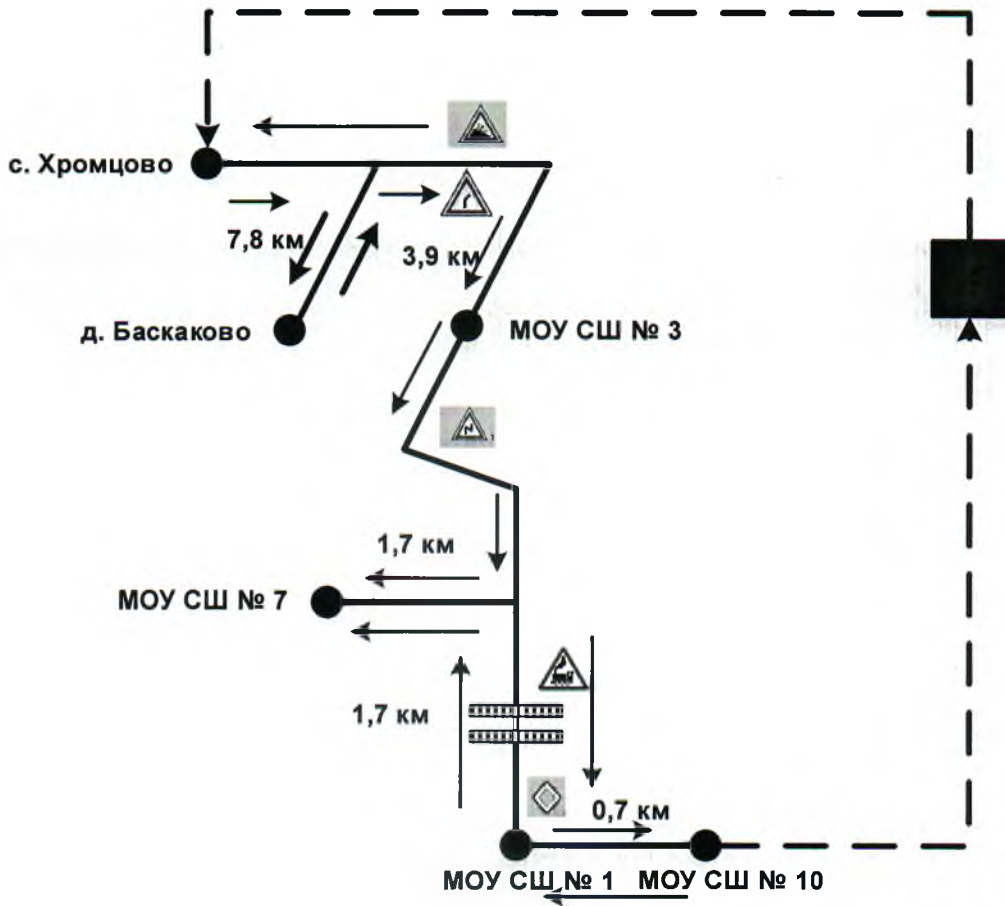 с. Хромцово
7,8 км
3,9 км
д. Баскаково
МОУ СШ № 3
1,7 км
МОУ СШ № 7
1,7 км
0,7 км
МОУ СШ № 1
МОУ СШ № 10